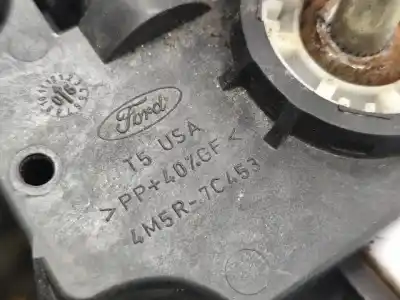 Ford
T5 USA
>PP+40%GF<
4M5R-7C453